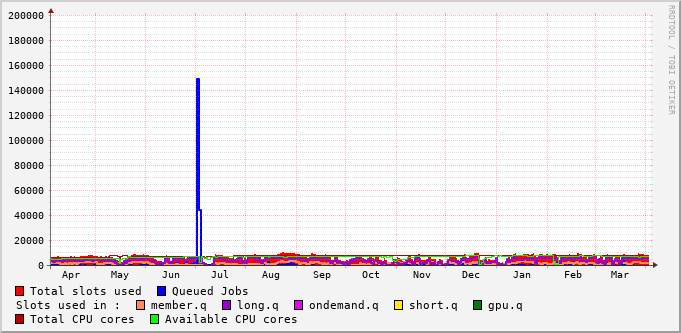 200000
180000
160000
140000
120000
100000
80000
60000
40000
20000
0
Apr May Jun Jul Aug Sep Oct Nov Dec Jan Feb Mar
Total slots used Queued Jobs
Slots used in : member.q long.q ondemand.q short.q gpu.q
Total CPU cores Available CPU cores
RRDTOOL / TOBI OETIKER